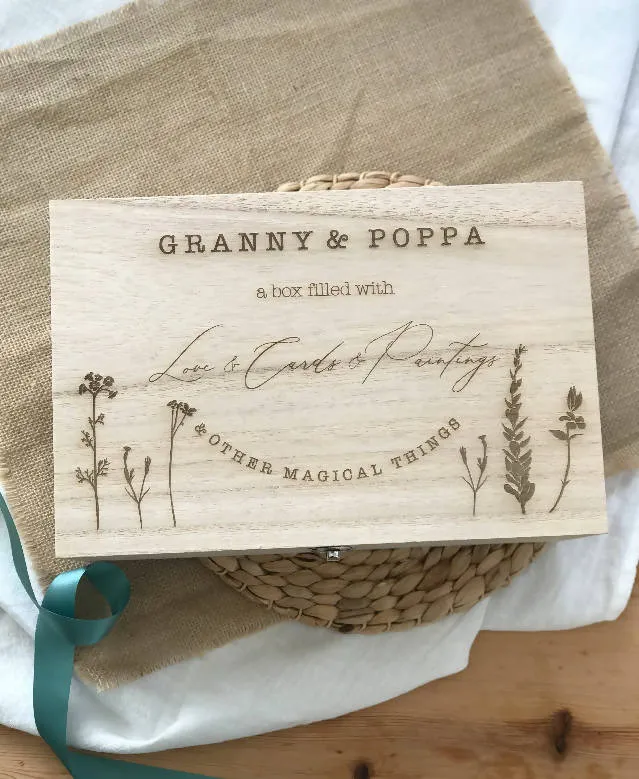 GRANNY & POPPA
a box filled with
Love & Cards & Paintings
& OTHER MAGICAL THINGS